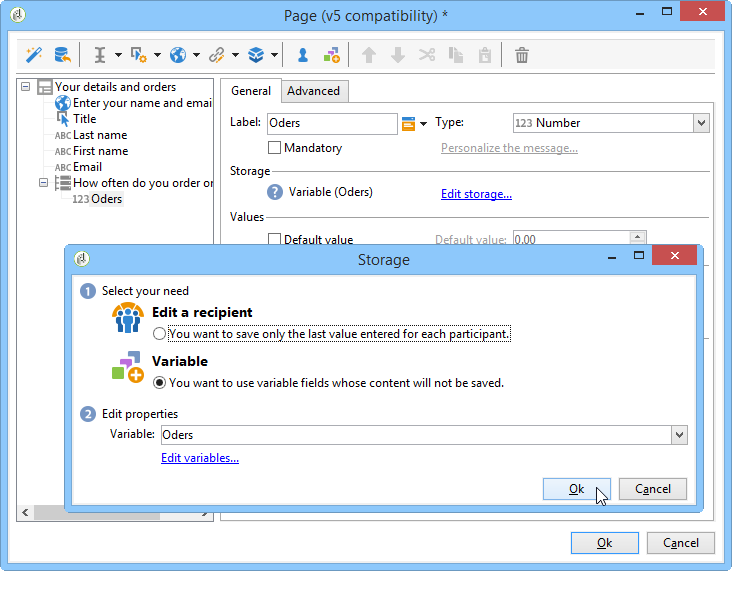 Page (v5 compatibility) *
Your details and orders
Enter your name and emai
Title
ABC Last name
ABC First name
ABC Email
How often do you order or
123 Oders
General
Advanced
Label: Oders
Type: 123 Number
Mandatory
Personalize the message...
Storage
? Variable (Oders)
Edit storage...
Values
Default value
Default value: 0.00
Storage
1 Select your need
Edit a recipient
You want to save only the last value entered for each participant.
Variable
You want to use variable fields whose content will not be saved.
2 Edit properties
Variable: Oders
Edit variables...
Ok
Cancel
Ok
Cancel